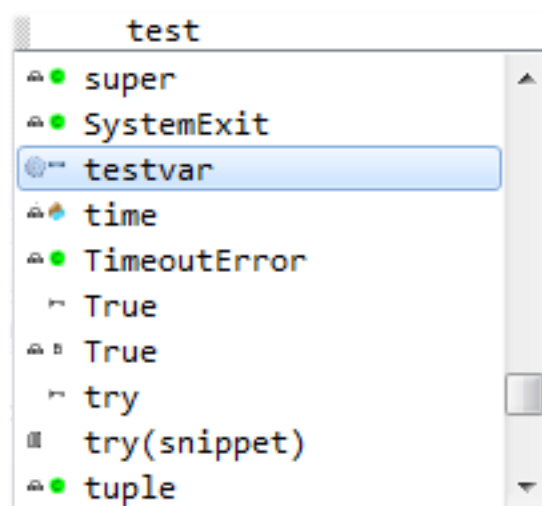 test
super
SystemExit
testvar
time
TimeoutError
True
True
try
try(snippet)
tuple